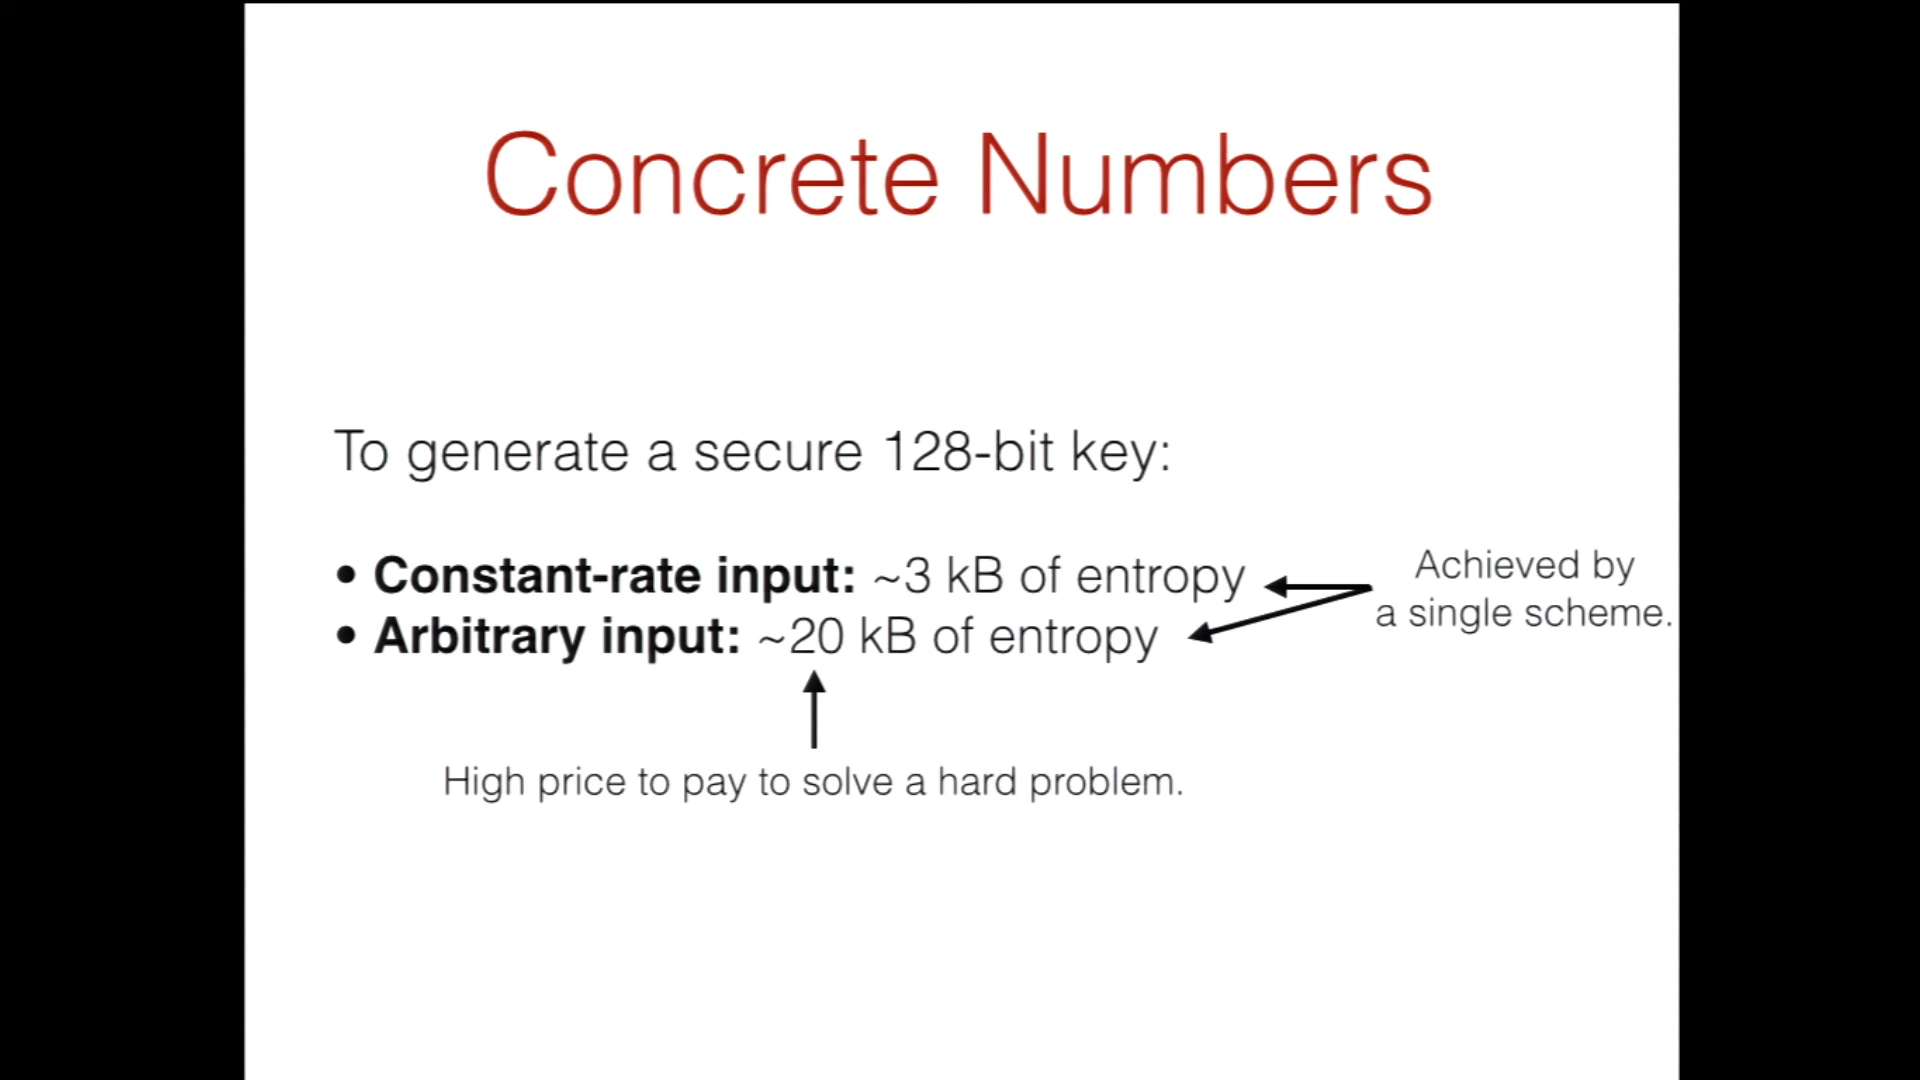 Concrete Numbers
To generate a secure 128-bit key:
• Constant-rate input: ~3 kB of entropy
• Arbitrary input: ~20 kB of entropy
Achieved by
a single scheme.
High price to pay to solve a hard problem.